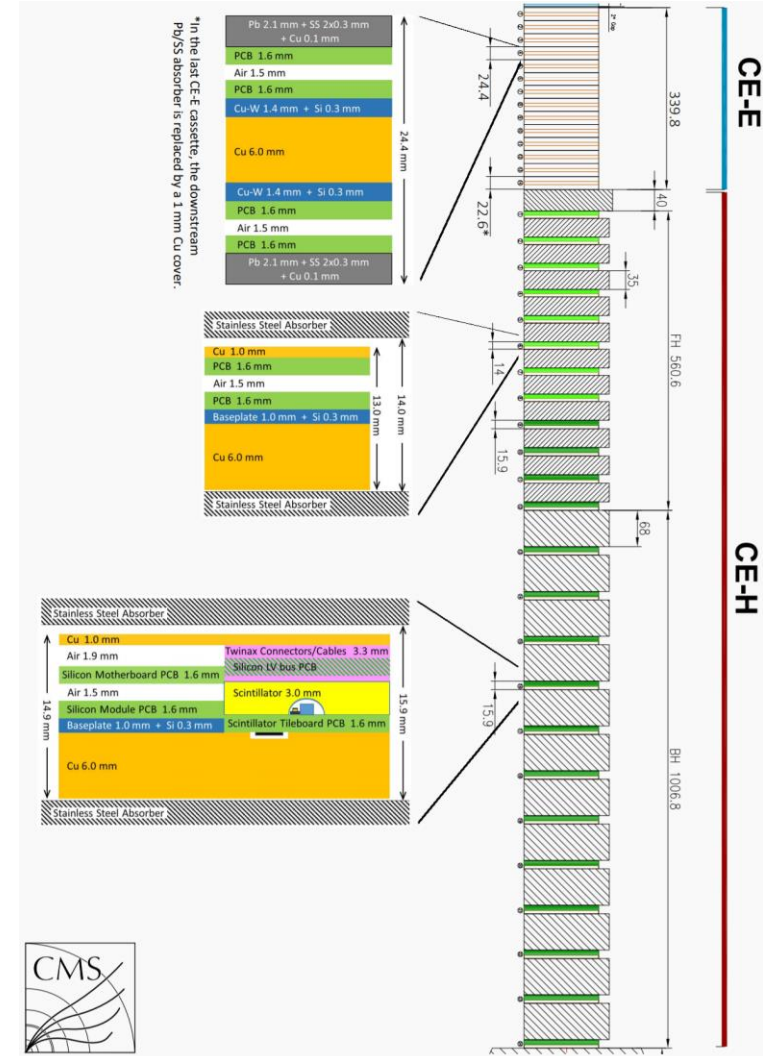 Pb 2.1 mm + SS 2x0.3 mm
+ Cu 0.1 mm
PCB 1.6 mm
Air 1.5 mm
PCB 1.6 mm
Cu-W 1.4 mm + Si 0.3 mm
Cu 6.0 mm
Cu-W 1.4 mm + Si 0.3 mm
PCB 1.6 mm
Air 1.5 mm
PCB 1.6 mm
Pb 2.1 mm + SS 2x0.3 mm
+ Cu 0.1 mm
24.4 mm
*In the last CE-E cassette, the downstream
Pb/SS absorber is replaced by a 1 mm Cu cover.
24.4
22.6*
339.8
CE-E
40
35
Stainless Steel Absorber
Cu 1.0 mm
PCB 1.6 mm
Air 1.5 mm
PCB 1.6 mm
Baseplate 1.0 mm + Si 0.3 mm
Cu 6.0 mm
Stainless Steel Absorber
13.0 mm
14.0 mm
14
15.9
FH 560.6
68
CE-H
Stainless Steel Absorber
Cu 1.0 mm
Air 1.9 mm
Silicon Motherboard PCB 1.6 mm
Air 1.5 mm
Silicon Module PCB 1.6 mm
Baseplate 1.0 mm + Si 0.3 mm
Twinax Connectors/Cables 3.3 mm
Silicon LV bus PCB
Scintillator 3.0 mm
Scintillator Tileboard PCB 1.6 mm
Cu 6.0 mm
Stainless Steel Absorber
14.9 mm
15.9 mm
15.9
BH 1006.8
CMS